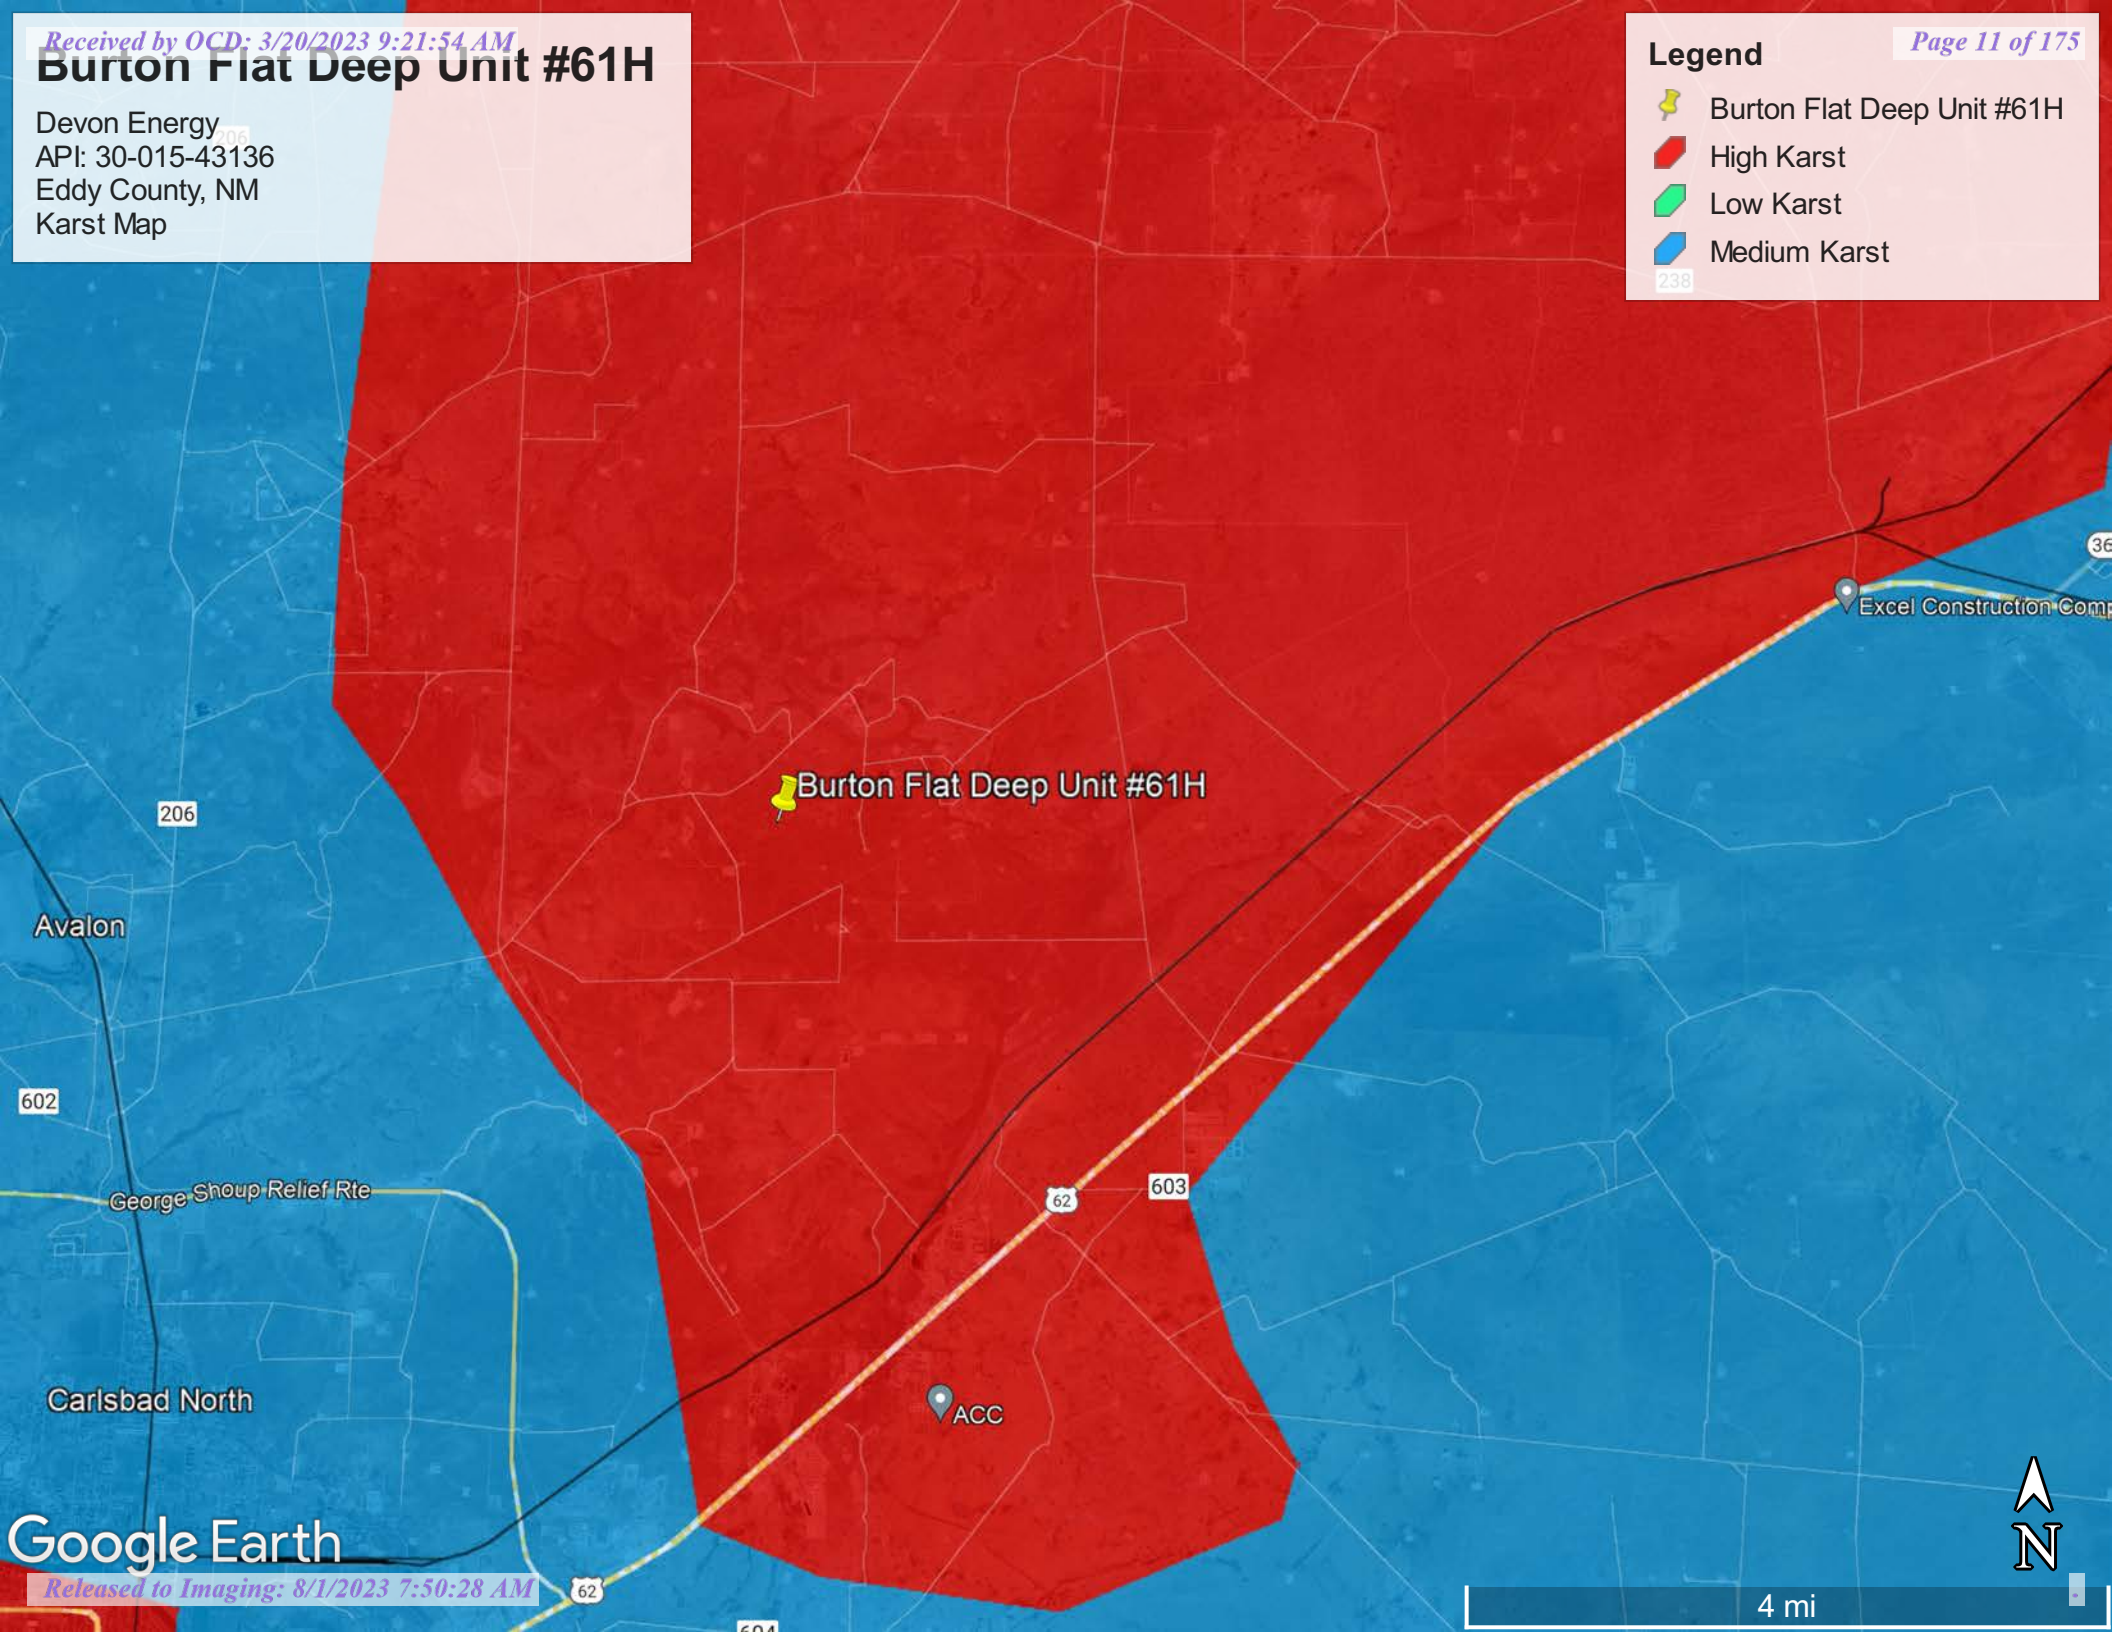 Received by OCD: 3/20/2023 9:21:54 AM
Page 11 of 175
Burton Flat Deep Unit #61H
Devon Energy
API: 30-015-43136
Eddy County, NM
Karst Map
206
Legend
Burton Flat Deep Unit #61H
High Karst
Low Karst
Medium Karst
238
36
Excel Construction Comp
Burton Flat Deep Unit #61H
206
Avalon
602
George Shoup Relief Rte
62
603
Carlsbad North
ACC
N
Google Earth
Released to Imaging: 8/1/2023 7:50:28 AM
62
4 mi